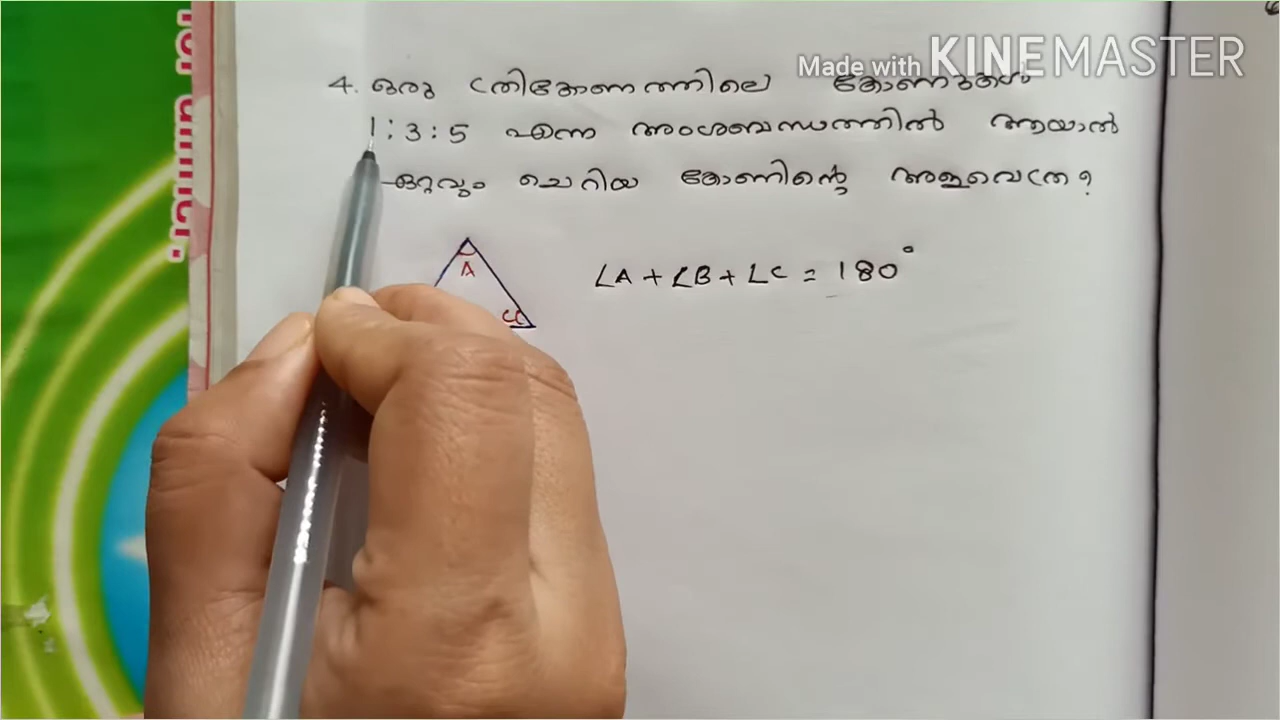 Made with KINEMASTER
4. ഒരു ത്രികോണത്തിലെ കോണുകൾ
1 : 3 : 5 എന്ന അംശബന്ധത്തിൽ ആയാൽ
ഏറ്റവും ചെറിയ കോണിന്റെ അളവെത്ര?
A
C
∠A + ∠B + ∠C = 180°